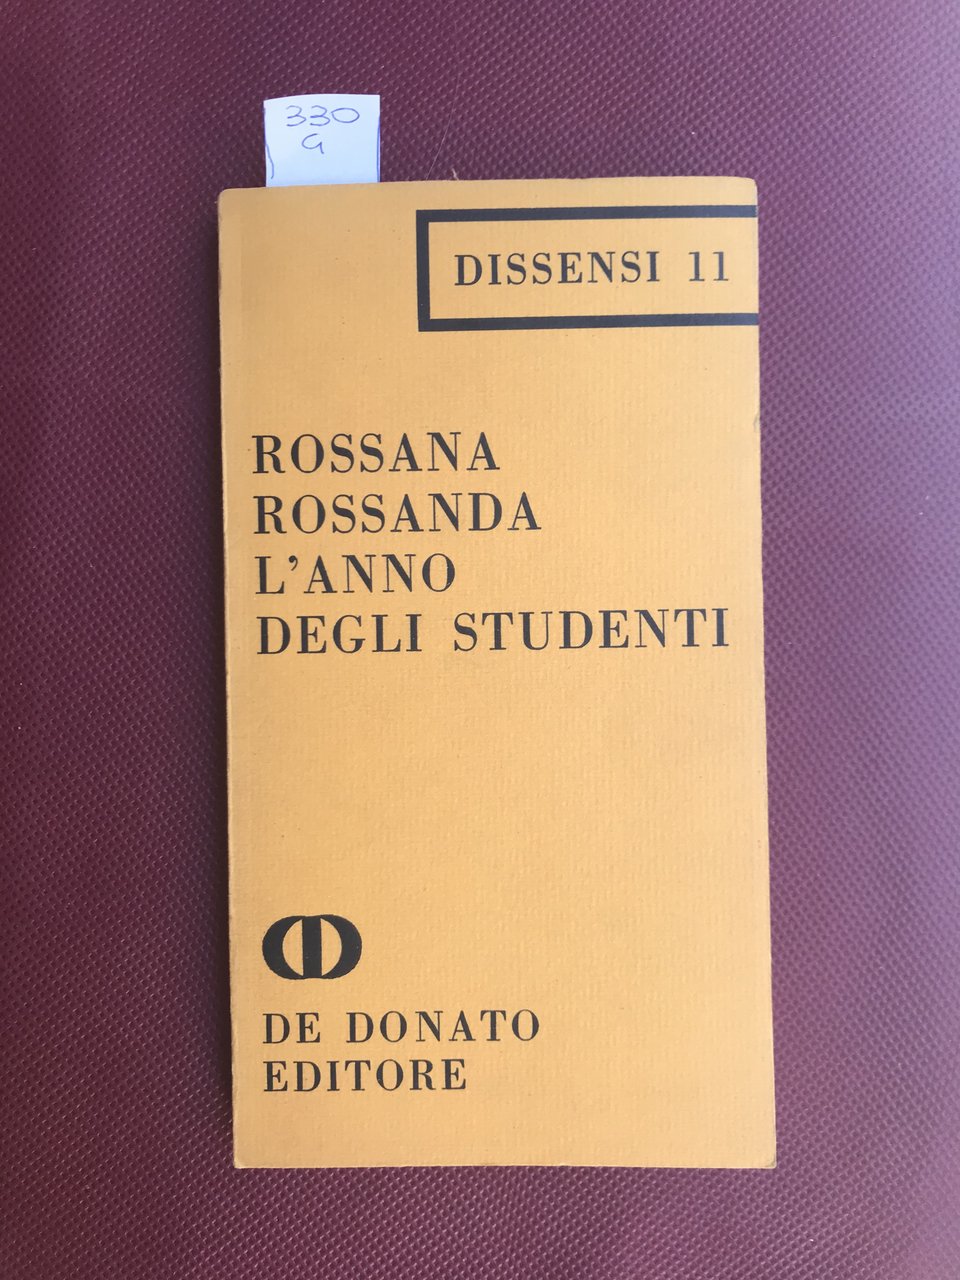 330
G
DISSENSI 11
ROSSANA
ROSSANDA
L'ANNO
DEGLI STUDENTI
DE DONATO
EDITORE